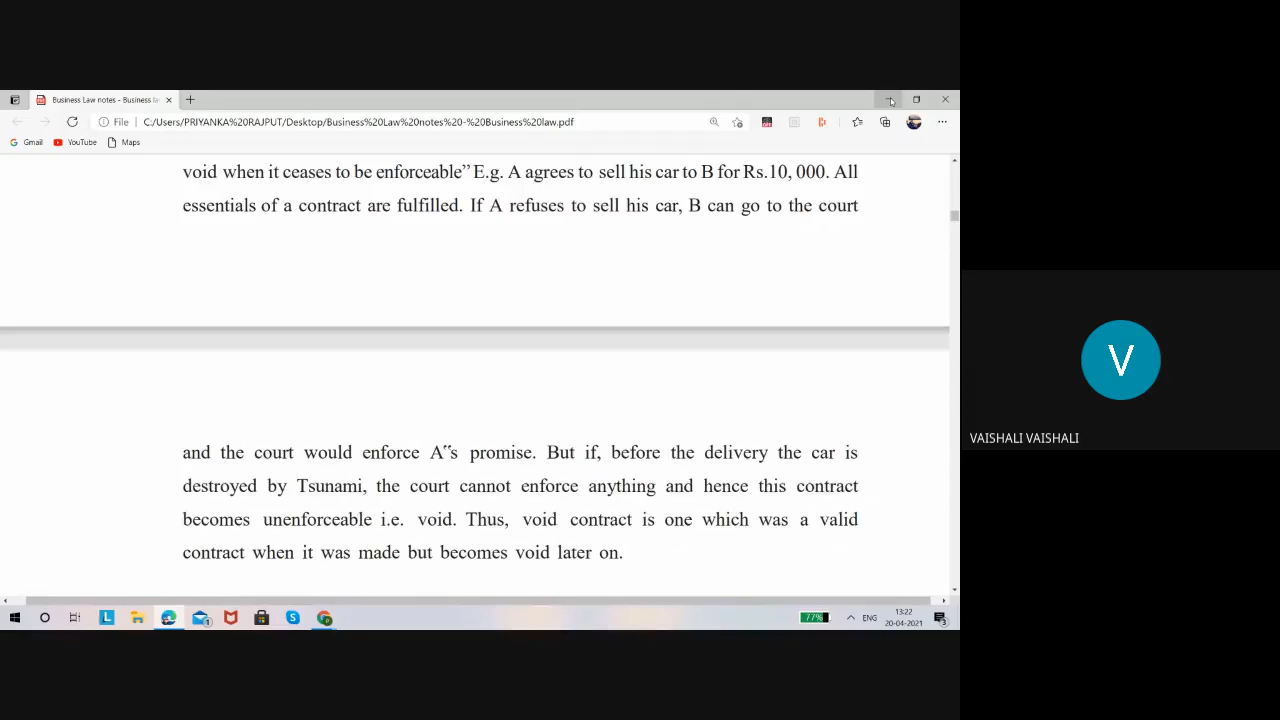 Business Law notes - Business la
File
C:/Users/PRIYANKA%20RAJPUT/Desktop/Business%20Law%20notes%20-%20Business%20law.pdf
Gmail YouTube Maps
void when it ceases to be enforceable” E.g. A agrees to sell his car to B for Rs.10, 000. All
essentials of a contract are fulfilled. If A refuses to sell his car, B can go to the court
and the court would enforce A‟s promise. But if, before the delivery the car is
destroyed by Tsunami, the court cannot enforce anything and hence this contract
becomes unenforceable i.e. void. Thus, void contract is one which was a valid
contract when it was made but becomes void later on.
V
VAISHALI VAISHALI
77%
ENG
13:22
20-04-2021